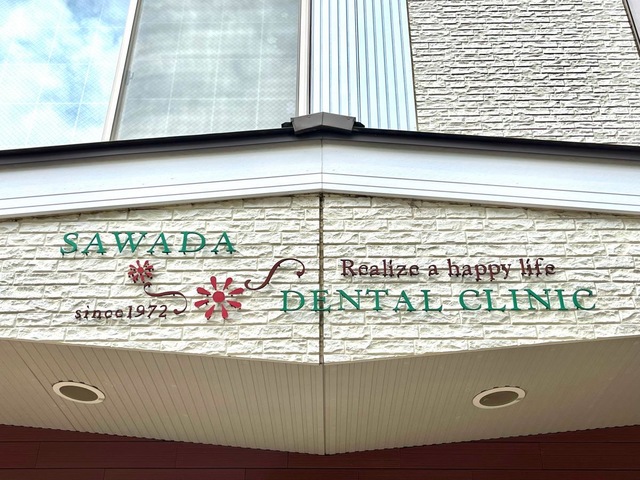 SAWADA
since1972
Realize a happy life
DENTAL CLINIC